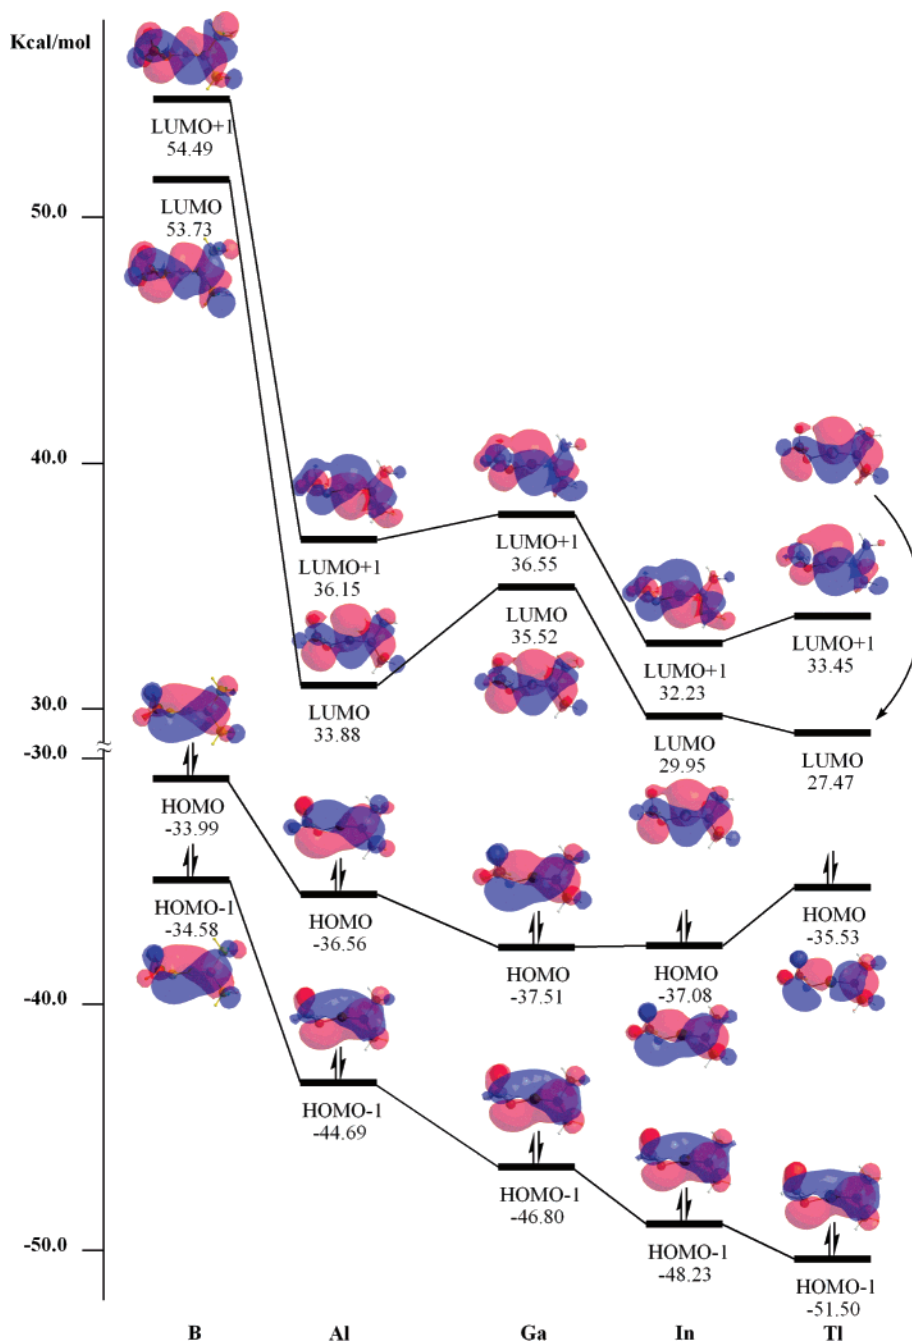 Kcal/mol
LUMO+1
54.49
LUMO
53.73
50.0
40.0
LUMO+1
36.15
LUMO+1
36.55
LUMO
35.52
LUMO+1
32.23
LUMO+1
33.45
30.0
LUMO
33.88
LUMO
29.95
LUMO
27.47
-30.0
HOMO
-33.99
HOMO-1
-34.58
HOMO
-36.56
HOMO
-37.51
HOMO
-37.08
HOMO
-35.53
-40.0
HOMO-1
-44.69
HOMO-1
-46.80
HOMO-1
-48.23
HOMO-1
-51.50
-50.0
B Al Ga In Tl